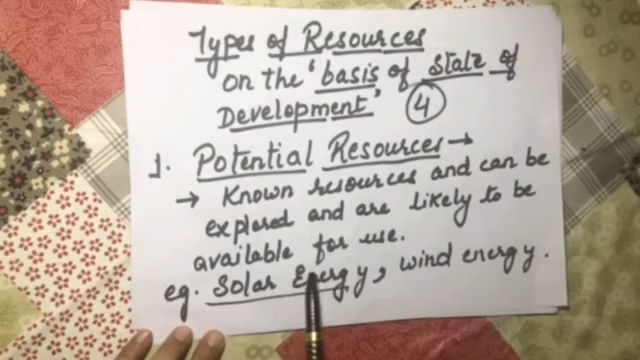 Types of Resources
on the 'basis of state of
Development' 4
1. Potential Resources →
→ Known resources and can be
explored and are likely to be
available for use.
eg. Solar Energy, wind energy.